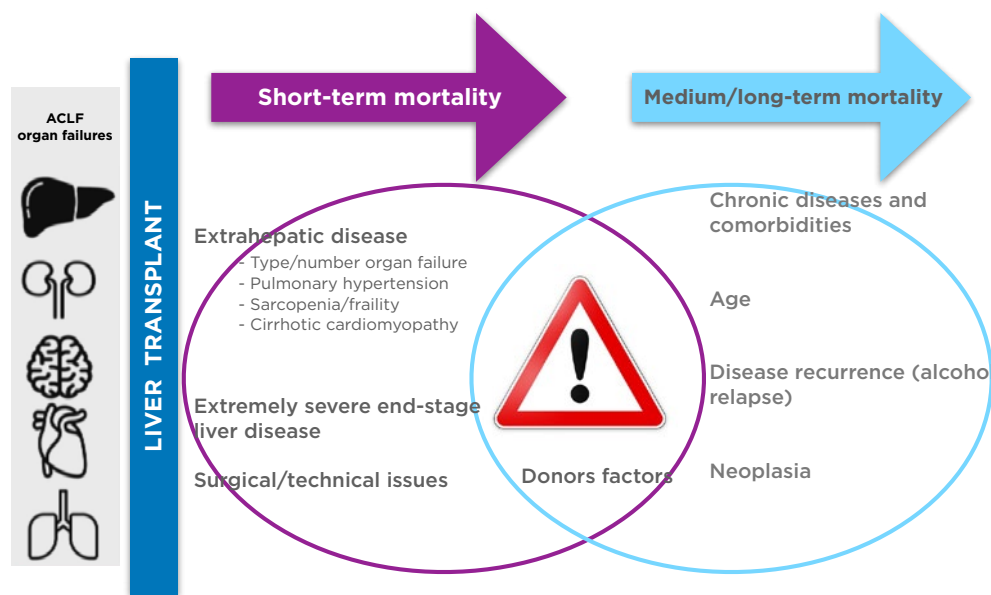 ACLF
organ failures
LIVER TRANSPLANT
Short-term mortality
Medium/long-term mortality
Extrahepatic disease
- Type/number organ failure
- Pulmonary hypertension
- Sarcopenia/fraility
- Cirrhotic cardiomyopathy
Extremely severe end-stage
liver disease
Surgical/technical issues
Donors factors
Chronic diseases and
comorbidities
Age
Disease recurrence (alcoho
relapse)
Neoplasia